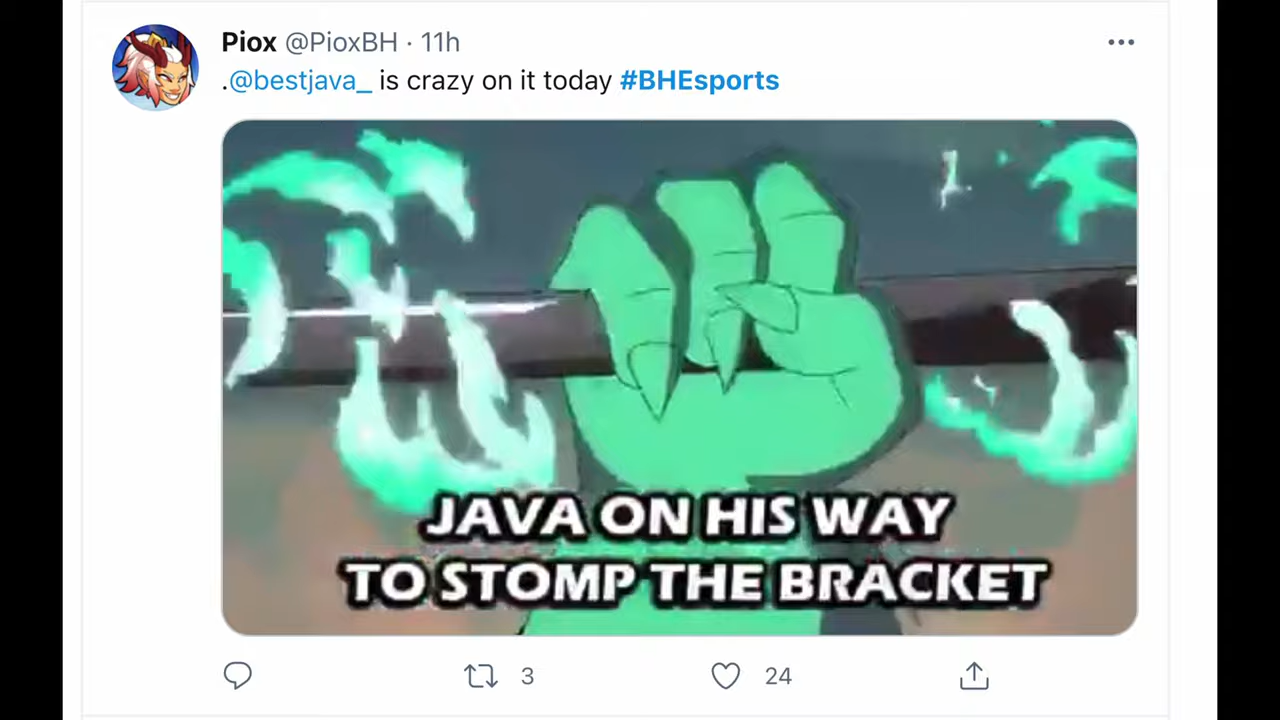 Piox @PioxBH · 11h
.@bestjava_ is crazy on it today #BHEsports
JAVA ON HIS WAY
TO STOMP THE BRACKET
3
24